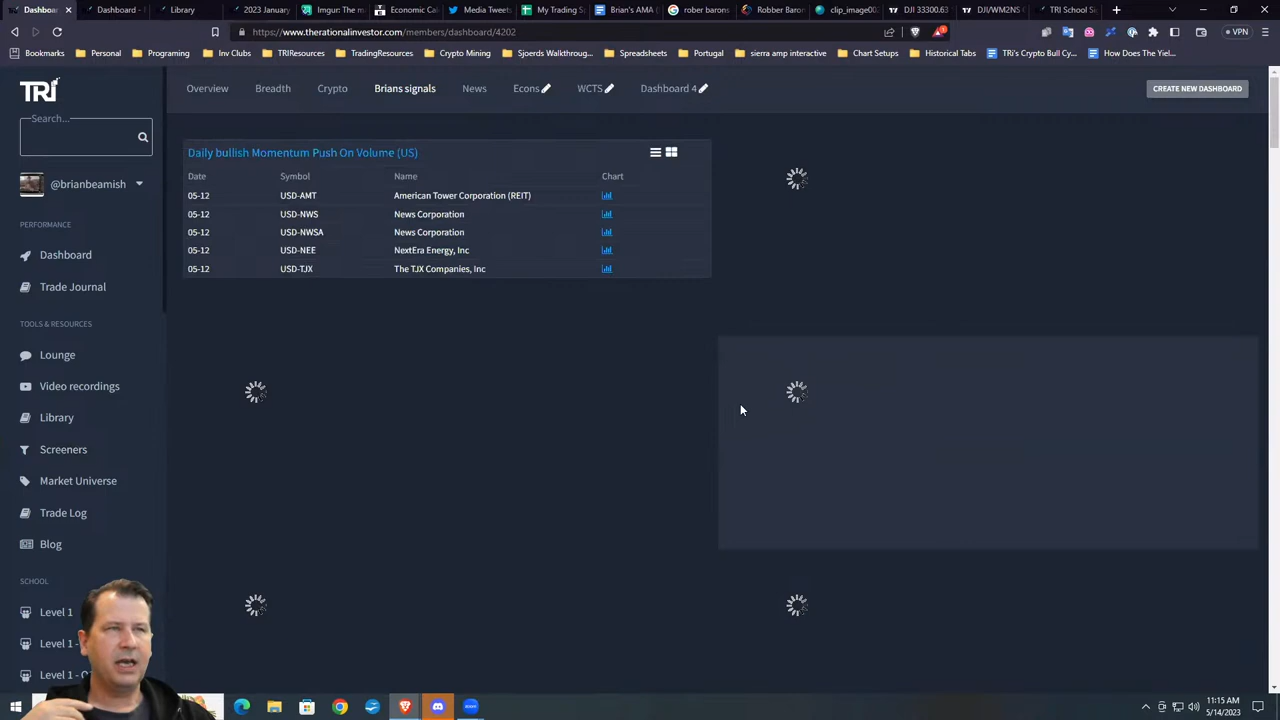 Dashboa
Dashboard -
Library
2023 January
Imgur: The m
Economic Cal
Media Tweet
My Trading S
Brian's AMA (
rober barons
Robber Baron
clip_image00
DJI 33300.63
DJI/WM2NS
TRI School Se
https://www.therationalinvestor.com/members/dashboard/4202
VPN
Bookmarks
Personal
Programing
Inv Clubs
TRIResources
TradingResources
Crypto Mining
Sjoerds Walkthroug...
Spreadsheets
Portugal
sierra amp interactive
Chart Setups
Historical Tabs
TRi's Crypto Bull Cy...
How Does The Yiel...
TRi
Overview
Breadth
Crypto
Brians signals
News
Econs
WCTS
Dashboard 4
CREATE NEW DASHBOARD
Search...
@brianbeamish
PERFORMANCE
Dashboard
Trade Journal
TOOLS & RESOURCES
Lounge
Video recordings
Library
Screeners
Market Universe
Trade Log
Blog
SCHOOL
Level 1
Level 1 -
Level 1 - O
Daily bullish Momentum Push On Volume (US)
Date Symbol Name Chart
05-12 USD-AMT American Tower Corporation (REIT)
05-12 USD-NWS News Corporation
05-12 USD-NWSA News Corporation
05-12 USD-NEE NextEra Energy, Inc
05-12 USD-TJX The TJX Companies, Inc
11:15 AM
5/14/2023